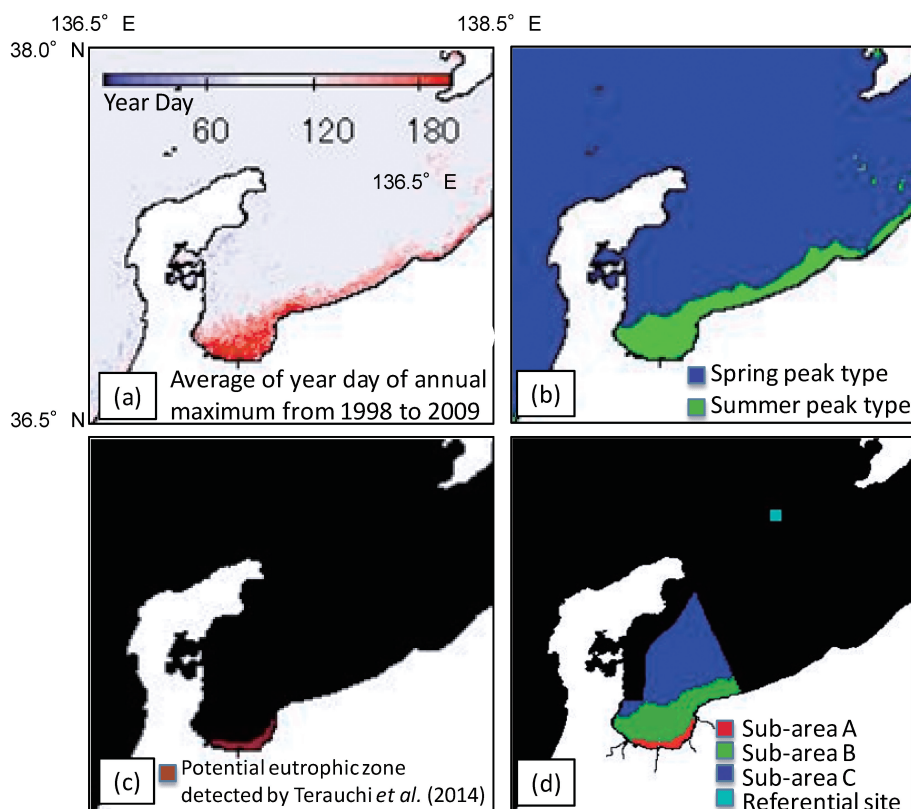 136.5° E
138.5° E
38.0° N
Year Day
60 120 180
136.5° E
(a)
Average of year day of annual
maximum from 1998 to 2009
(b)
Spring peak type
Summer peak type
36.5° N
(c)
Potential eutrophic zone
detected by Terauchi et al. (2014)
(d)
Sub-area A
Sub-area B
Sub-area C
Referential site